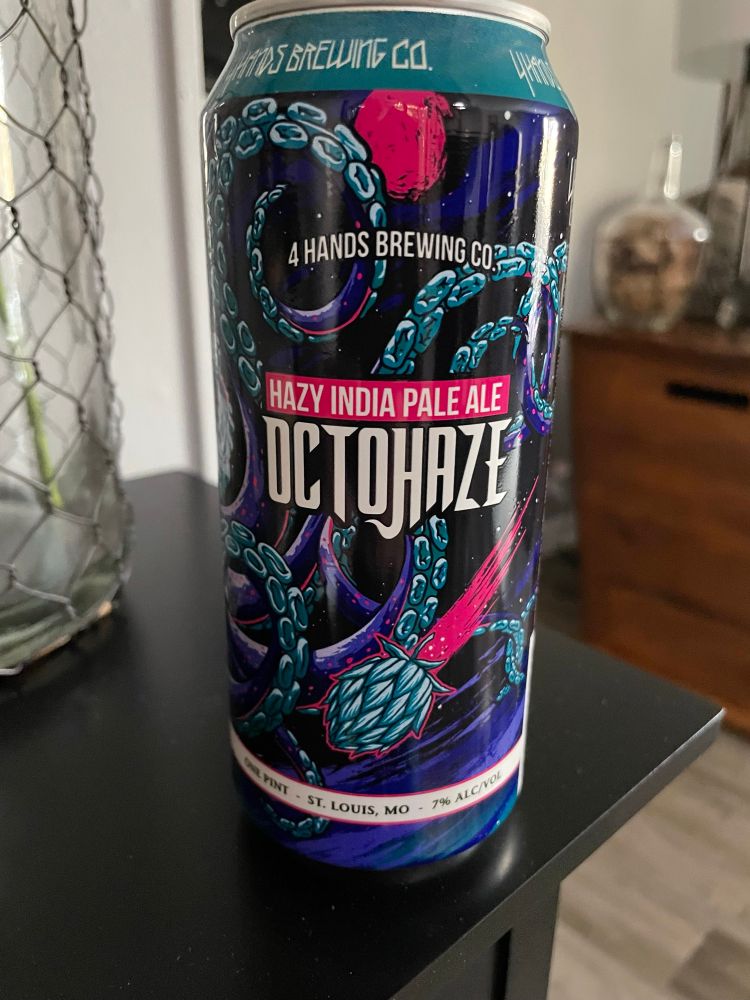 4 HANDS BREWING CO.
4 HANDS BREWING CO.
HAZY INDIA PALE ALE
OCTOHAZE
ONE PINT - ST. LOUIS, MO - 7% ALC/VOL